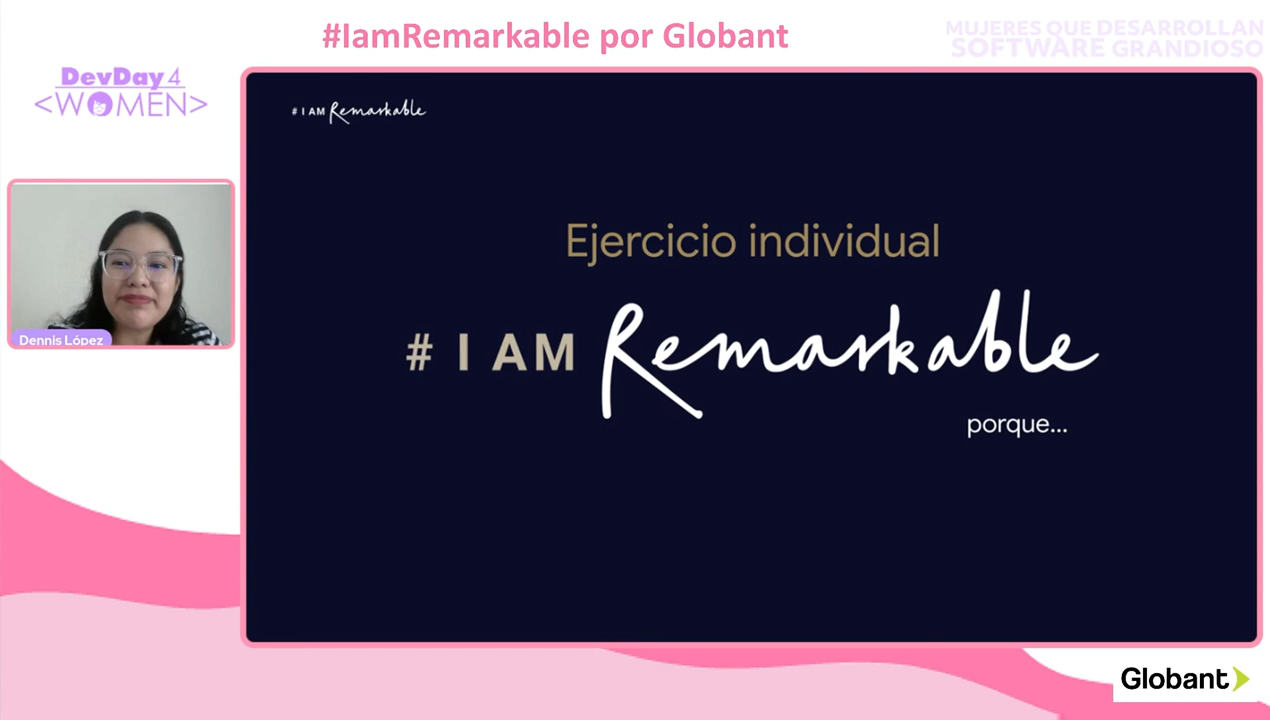 #IamRemarkable por Globant
MUJERES QUE DESARROLLAN
SOFTWARE GRANDIOSO
DevDay4
<WOMEN>
# I AM Remarkable
Ejercicio individual
# I AM Remarkable
porque...
Dennis López
Globant